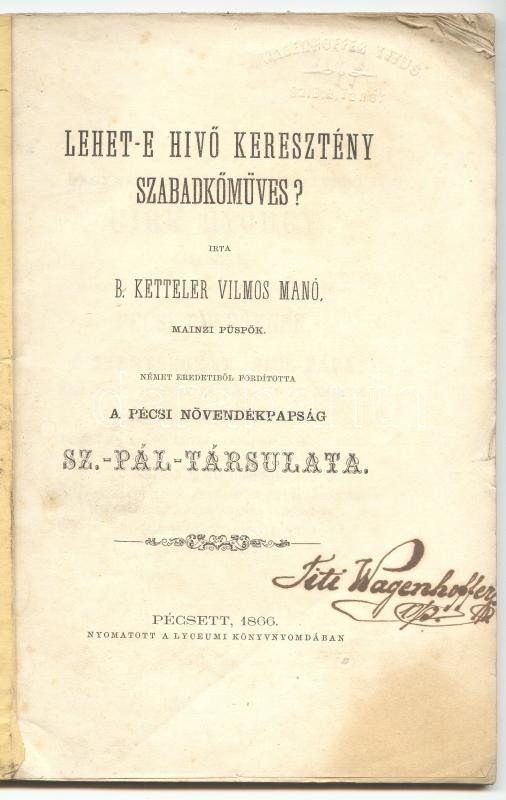 LEHET-E HIVŐ KERESZTÉNY
SZABADKŐMÜVES?
IRTA
B. KETTELER VILMOS MANÓ,
MAINZI PÜSPÖK.
NÉMET EREDETIBŐL FORDÍTOTTA
A PÉCSI NÖVENDÉKPAPSÁG
SZ.-PÁL-TÁRSULATA.
Titi Wagenhoffer
PÉCSETT, 1866.
NYOMATOTT A LYCEUMI KÖNYVNYOMDÁBAN